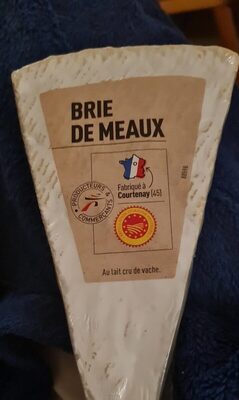 BRIE
DE MEAUX
Fabriqué à
Courtenay (45)
PRODUCTEURS
COMMERÇANTS
Au lait cru de vache.